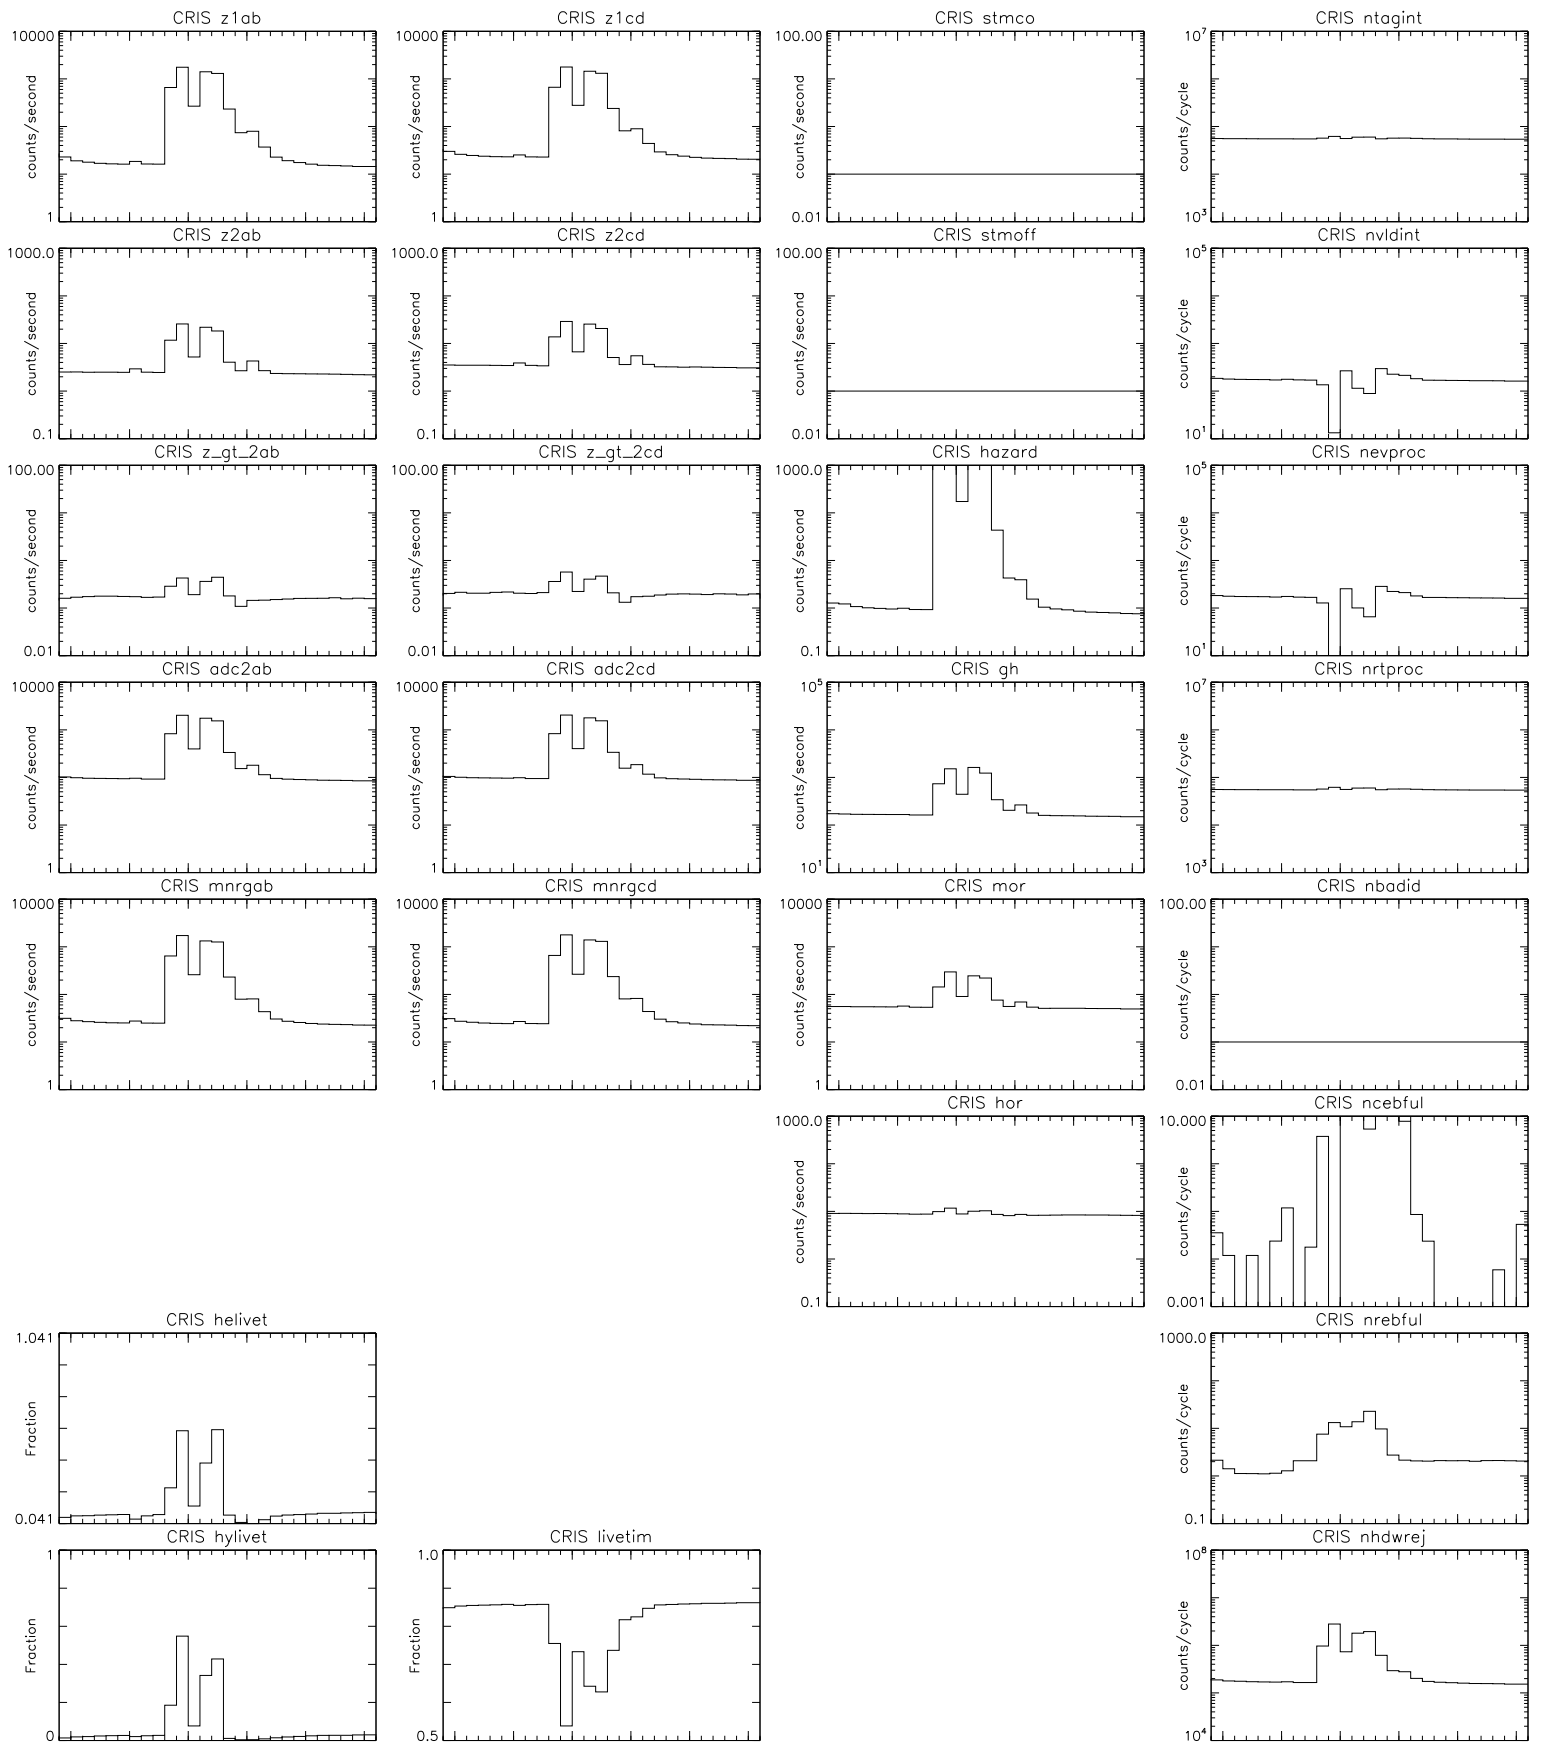 CRIS z1ab
10000
counts/second
1
CRIS z1cd
10000
counts/second
1
CRIS stmco
100.00
counts/second
0.01
CRIS ntagint
10⁷
counts/cycle
10³
CRIS z2ab
1000.0
counts/second
0.1
CRIS z2cd
1000.0
counts/second
0.1
CRIS stmoff
100.00
counts/second
0.01
CRIS nvldint
10⁵
counts/cycle
10¹
CRIS z_gt_2ab
100.00
counts/second
0.01
CRIS z_gt_2cd
100.00
counts/second
0.01
CRIS hazard
1000.0
counts/second
0.1
CRIS nevproc
10⁵
counts/cycle
10¹
CRIS adc2ab
10000
counts/second
1
CRIS adc2cd
10000
counts/second
1
CRIS gh
10⁵
counts/second
10¹
CRIS nrtproc
10⁷
counts/cycle
10³
CRIS mnrgab
10000
counts/second
1
CRIS mnrgcd
10000
counts/second
1
CRIS mor
10000
counts/second
1
CRIS nbadid
100.00
counts/cycle
0.01
CRIS hor
1000.0
counts/second
0.1
CRIS ncebful
10.000
counts/cycle
0.001
CRIS helivet
1.041
Fraction
0.041
CRIS nrebful
1000.0
counts/cycle
0.1
CRIS hylivet
1
Fraction
0
CRIS livetim
1.0
Fraction
0.5
CRIS nhdwrej
10⁸
counts/cycle
10⁴